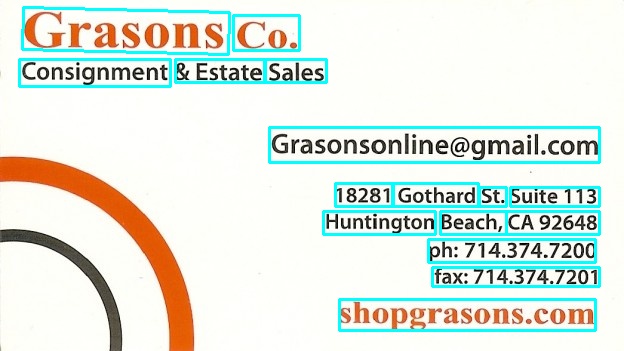 Grasons Co.
Consignment & Estate Sales
Grasonsonline@gmail.com
18281 Gothard St. Suite 113
Huntington Beach, CA 92648
ph: 714.374.7200
fax: 714.374.7201
shopgrasons.com